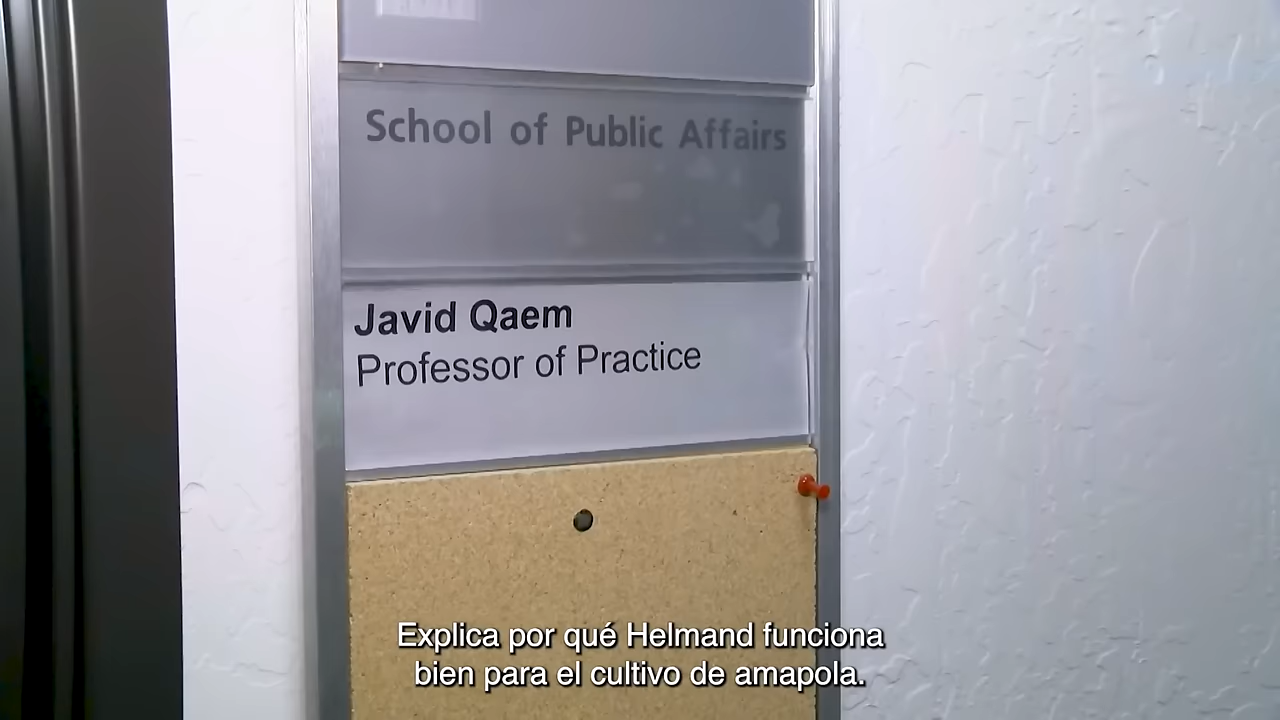 School of Public Affairs
Javid Qaem
Professor of Practice
Explica por qué Helmand funciona
bien para el cultivo de amapola.